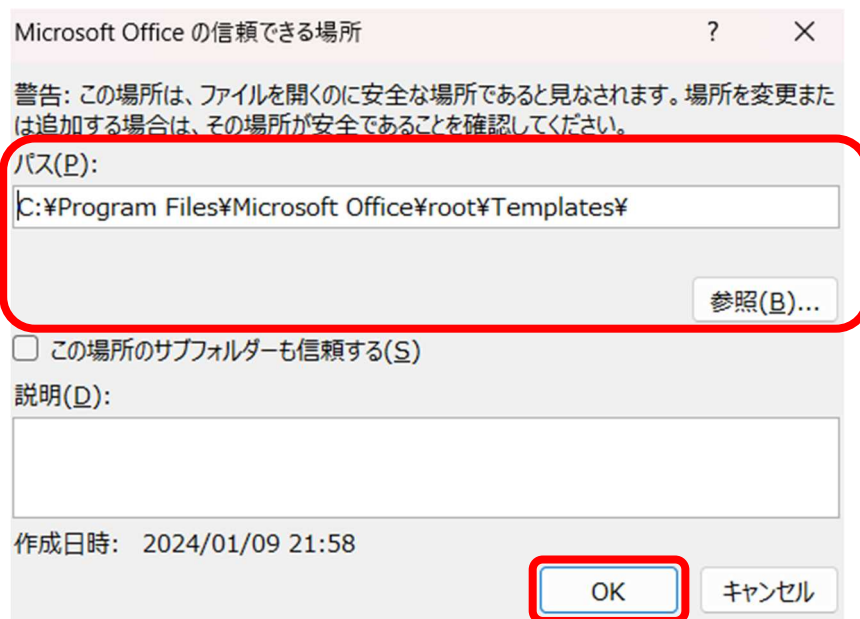 Microsoft Office の信頼できる場所 ? ×
警告: この場所は、ファイルを開くのに安全な場所であると見なされます。場所を変更また
は追加する場合は、その場所が安全であることを確認してください。
パス(P):
C:¥Program Files¥Microsoft Office¥root¥Templates¥
参照(B)...
この場所のサブフォルダーも信頼する(S)
説明(D):
作成日時: 2024/01/09 21:58
OK キャンセル